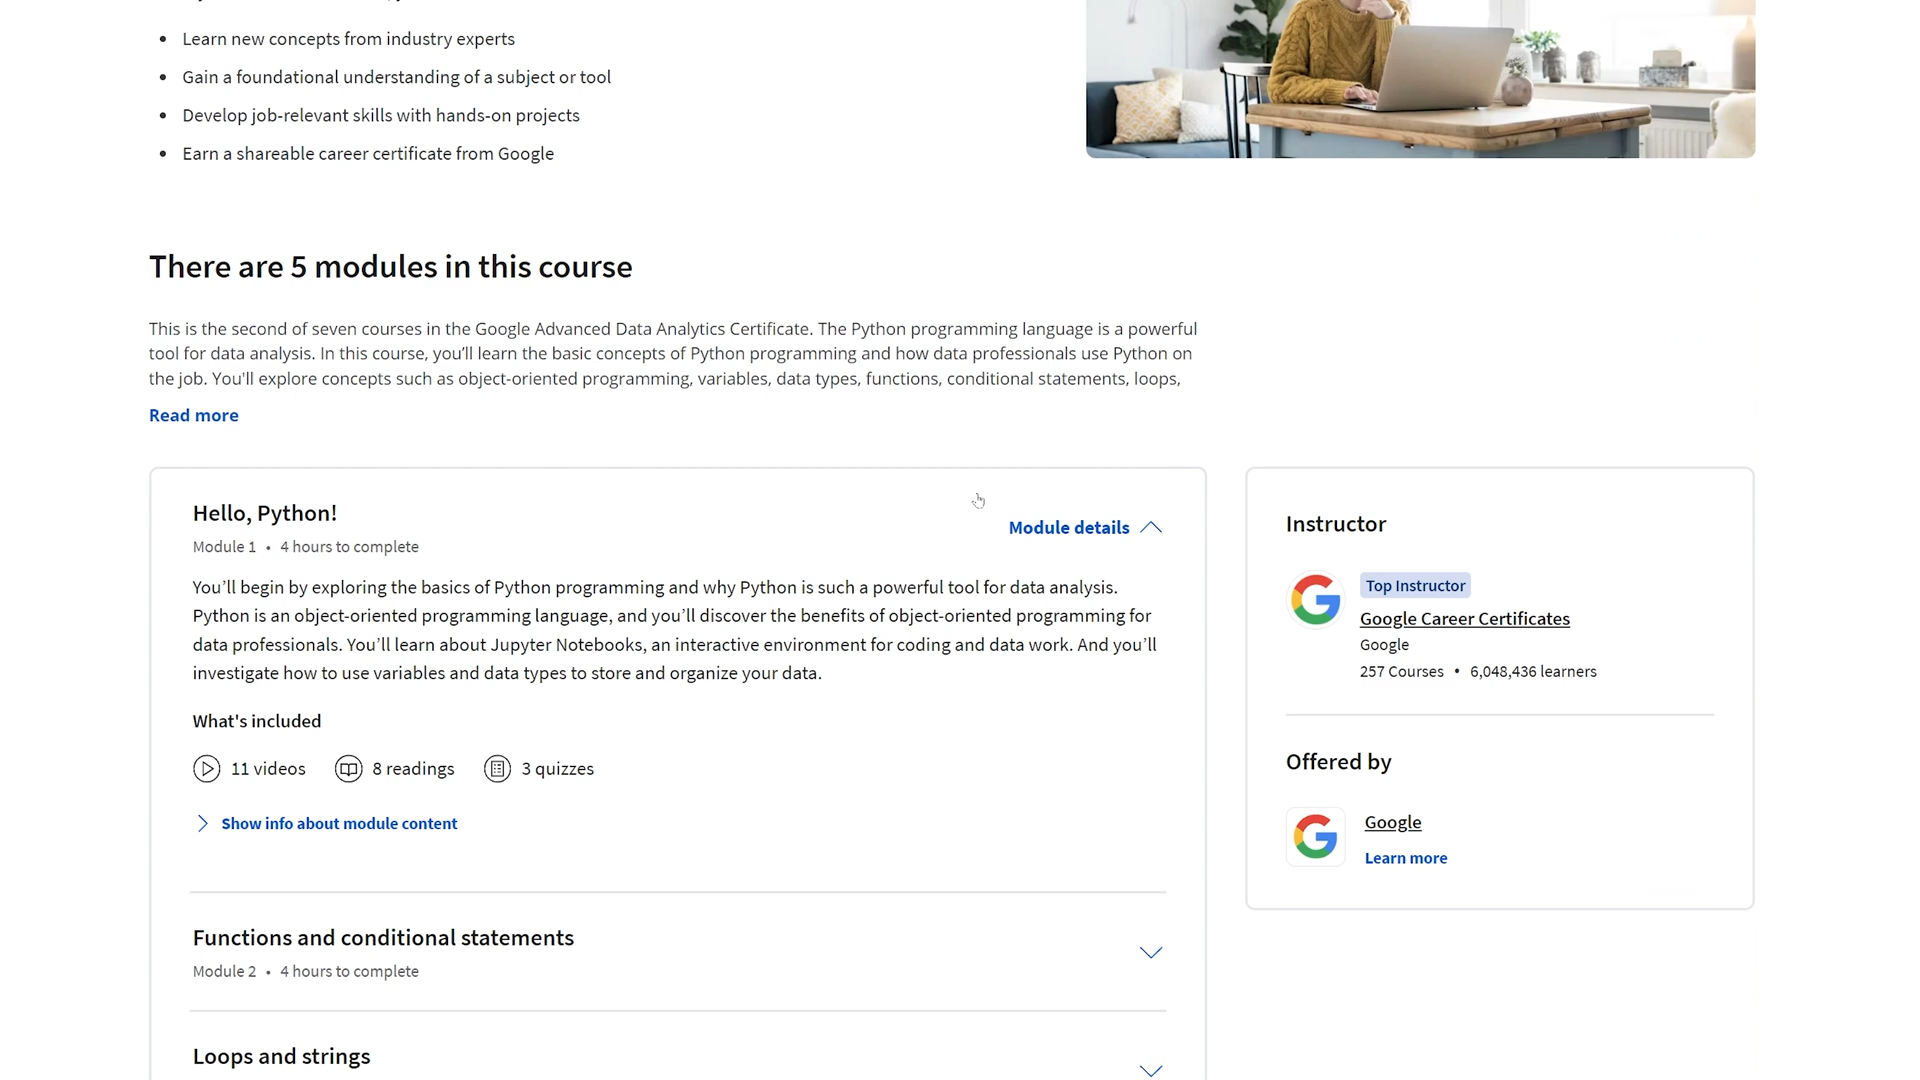 Learn new concepts from industry experts
Gain a foundational understanding of a subject or tool
Develop job-relevant skills with hands-on projects
Earn a shareable career certificate from Google
There are 5 modules in this course
This is the second of seven courses in the Google Advanced Data Analytics Certificate. The Python programming language is a powerful
tool for data analysis. In this course, you’ll learn the basic concepts of Python programming and how data professionals use Python on
the job. You'll explore concepts such as object-oriented programming, variables, data types, functions, conditional statements, loops,
Read more
Hello, Python!
Module details
Module 1 • 4 hours to complete
You’ll begin by exploring the basics of Python programming and why Python is such a powerful tool for data analysis.
Python is an object-oriented programming language, and you’ll discover the benefits of object-oriented programming for
data professionals. You’ll learn about Jupyter Notebooks, an interactive environment for coding and data work. And you’ll
investigate how to use variables and data types to store and organize your data.
What's included
11 videos 8 readings 3 quizzes
Show info about module content
Functions and conditional statements
Module 2 • 4 hours to complete
Loops and strings
Instructor
Top Instructor
Google Career Certificates
Google
257 Courses • 6,048,436 learners
Offered by
Google
Learn more